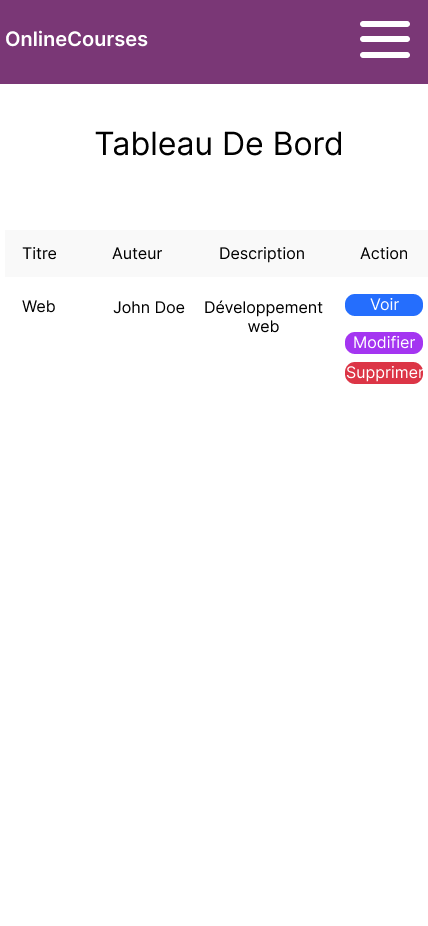 OnlineCourses
Tableau De Bord
Titre Auteur Description Action
Web John Doe Développement web Voir
Modifier
Supprimer